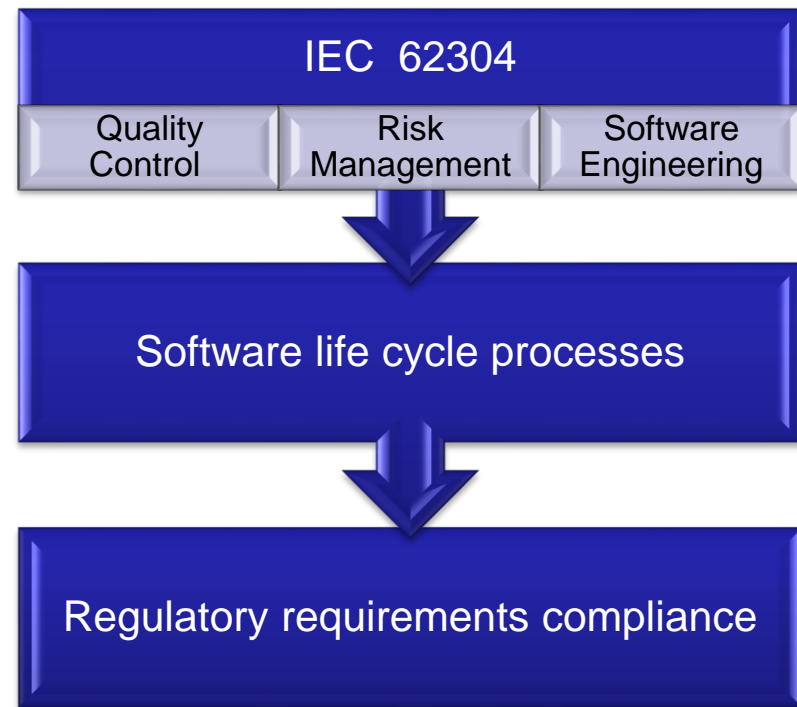 IEC 62304
Quality
Control
Risk
Management
Software
Engineering
Software life cycle processes
Regulatory requirements compliance